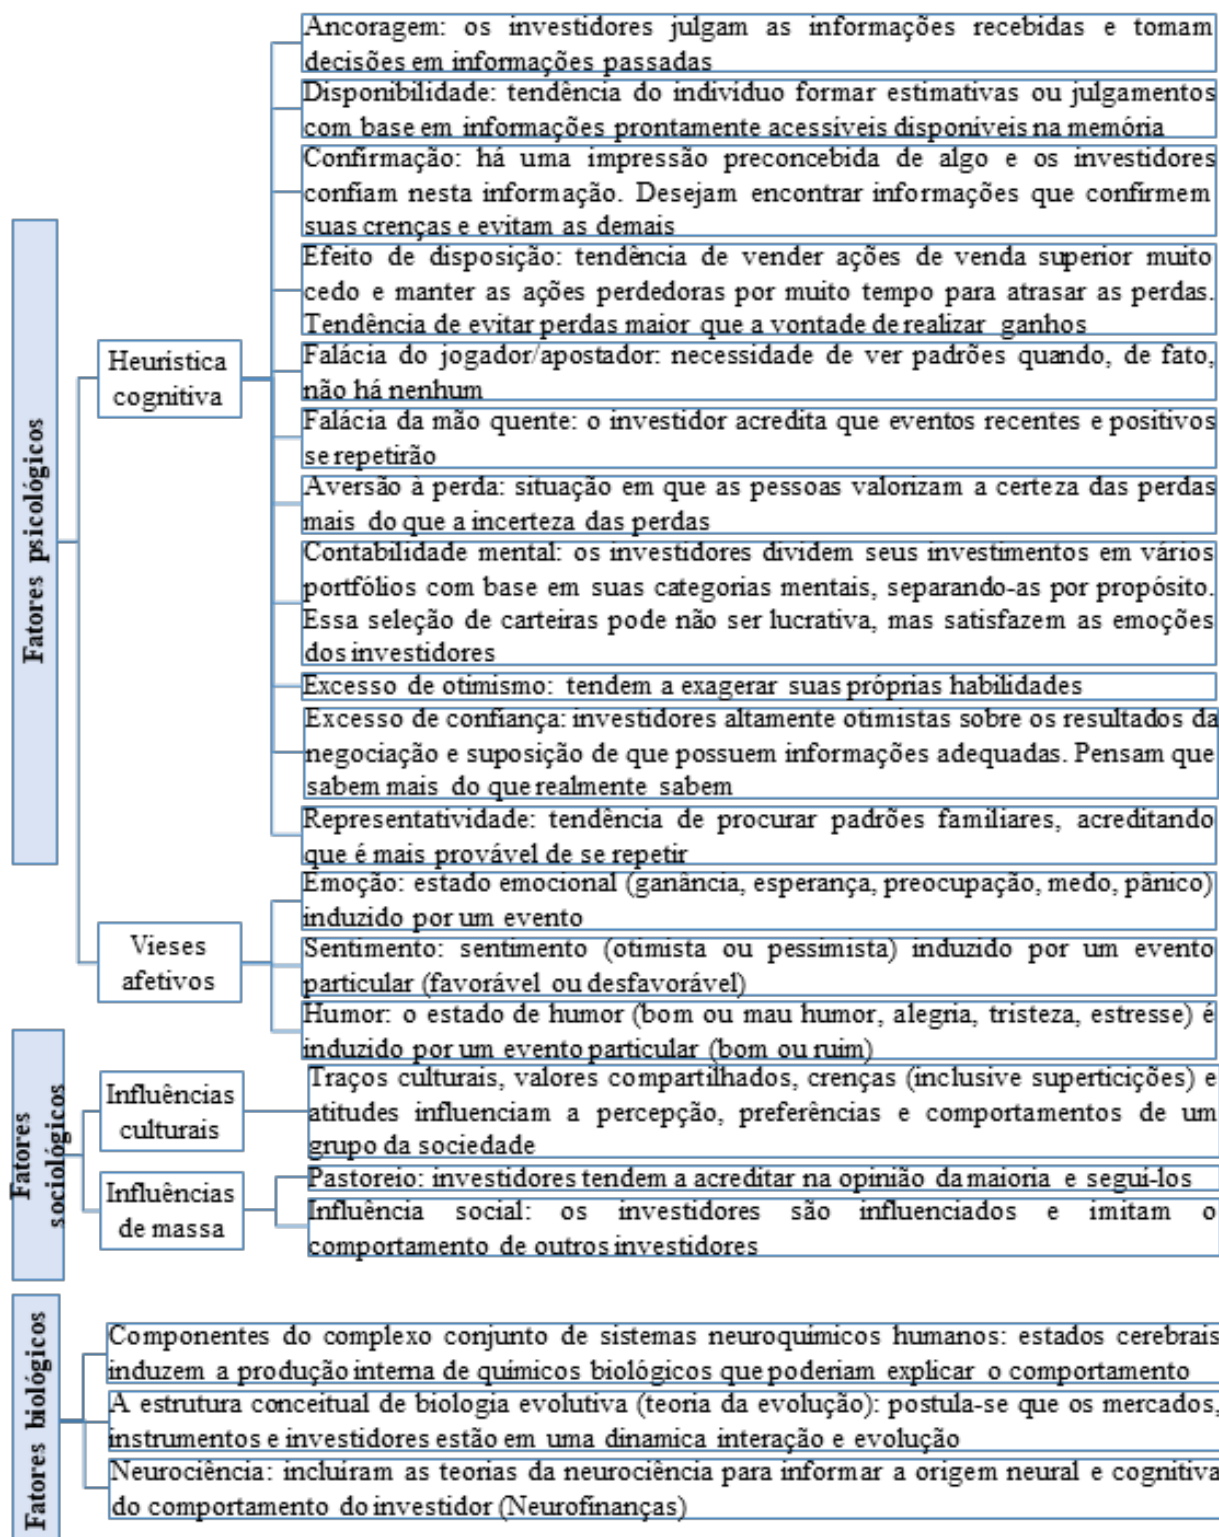 Fatores psicológicos
Heurística
cognitiva
Ancoragem: os investidores julgam as informações recebidas e tomam
decisões em informações passadas
Disponibilidade: tendência do indivíduo formar estimativas ou julgamentos
com base em informações prontamente acessíveis disponíveis na memória
Confirmação: há uma impressão preconcebida de algo e os investidores
confiam nesta informação. Desejam encontrar informações que confirmem
suas crenças e evitam as demais
Efeito de disposição: tendência de vender ações de venda superior muito
cedo e manter as ações perdedoras por muito tempo para atrasar as perdas.
Tendência de evitar perdas maior que a vontade de realizar ganhos
Falácia do jogador/apostador: necessidade de ver padrões quando, de fato,
não há nenhum
Falácia da mão quente: o investidor acredita que eventos recentes e positivos
se repetirão
Aversão à perda: situação em que as pessoas valorizam a certeza das perdas
mais do que a incerteza das perdas
Contabilidade mental: os investidores dividem seus investimentos em vários
portfólios com base em suas categorias mentais, separando-as por propósito.
Essa seleção de carteiras pode não ser lucrativa, mas satisfazem as emoções
dos investidores
Excesso de otimismo: tendem a exagerar suas próprias habilidades
Excesso de confiança: investidores altamente otimistas sobre os resultados da
negociação e suposição de que possuem informações adequadas. Pensam que
sabem mais do que realmente sabem
Representatividade: tendência de procurar padrões familiares, acreditando
que é mais provável de se repetir
Vieses
afetivos
Emoção: estado emocional (ganância, esperança, preocupação, medo, pânico)
induzido por um evento
Sentimento: sentimento (otimista ou pessimista) induzido por um evento
particular (favorável ou desfavorável)
Humor: o estado de humor (bom ou mau humor, alegria, tristeza, estresse) é
induzido por um evento particular (bom ou ruim)
Fatores
sociológicos
Influências
culturais
Traços culturais, valores compartilhados, crenças (inclusive supertições) e
atitudes influenciam a percepção, preferências e comportamentos de um
grupo da sociedade
Influências
de massa
Pastoreio: investidores tendem a acreditar na opinião da maioria e segui-los
Influência social: os investidores são influenciados e imitam o
comportamento de outros investidores
Fatores biológicos
Componentes do complexo conjunto de sistemas neuroquímicos humanos: estados cerebrais
induzem a produção interna de químicos biológicos que poderiam explicar o comportamento
A estrutura conceitual de biologia evolutiva (teoria da evolução): postula-se que os mercados,
instrumentos e investidores estão em uma dinamica interação e evolução
Neurociência: incluíram as teorias da neurociência para informar a origem neural e cognitiva
do comportamento do investidor (Neurofinanças)